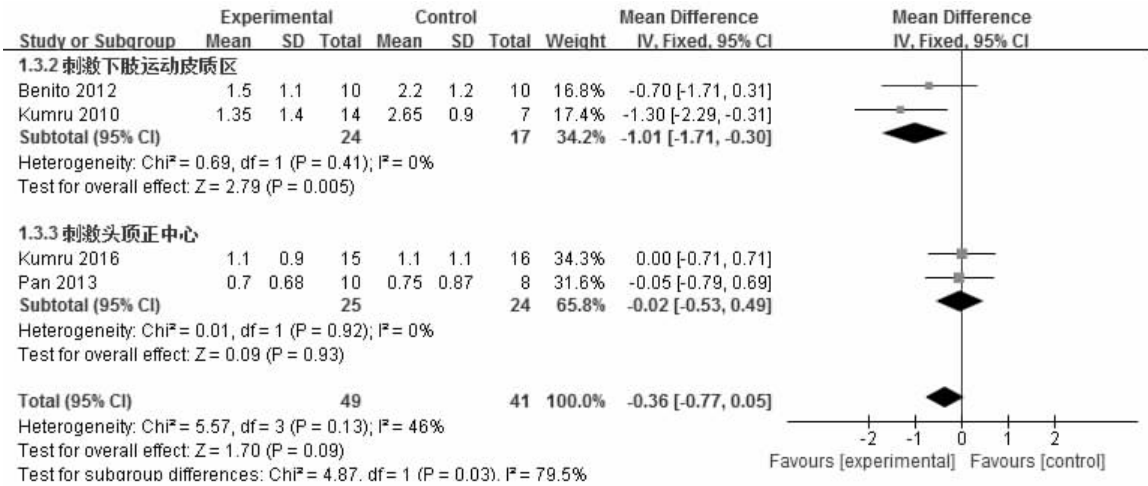 Experimental Control Mean Difference Mean Difference
Study or Subgroup Mean SD Total Mean SD Total Weight IV, Fixed, 95% CI IV, Fixed, 95% CI
1.3.2 刺激下肢运动皮质区
Benito 2012 1.5 1.1 10 2.2 1.2 10 16.8% -0.70 [-1.71, 0.31]
Kumru 2010 1.35 1.4 14 2.65 0.9 7 17.4% -1.30 [-2.29, -0.31]
Subtotal (95% CI) 24 17 34.2% -1.01 [-1.71, -0.30]
Heterogeneity: Chi² = 0.69, df = 1 (P = 0.41); I² = 0%
Test for overall effect: Z = 2.79 (P = 0.005)
1.3.3 刺激头顶正中心
Kumru 2016 1.1 0.9 15 1.1 1.1 16 34.3% 0.00 [-0.71, 0.71]
Pan 2013 0.7 0.68 10 0.75 0.87 8 31.6% -0.05 [-0.79, 0.69]
Subtotal (95% CI) 25 24 65.8% -0.02 [-0.53, 0.49]
Heterogeneity: Chi² = 0.01, df = 1 (P = 0.92); I² = 0%
Test for overall effect: Z = 0.09 (P = 0.93)
Total (95% CI) 49 41 100.0% -0.36 [-0.77, 0.05]
Heterogeneity: Chi² = 5.57, df = 3 (P = 0.13); I² = 46%
Test for overall effect: Z = 1.70 (P = 0.09)
Test for subgroup differences: Chi² = 4.87, df = 1 (P = 0.03), I² = 79.5%
-2 -1 0 1 2
Favours [experimental] Favours [control]